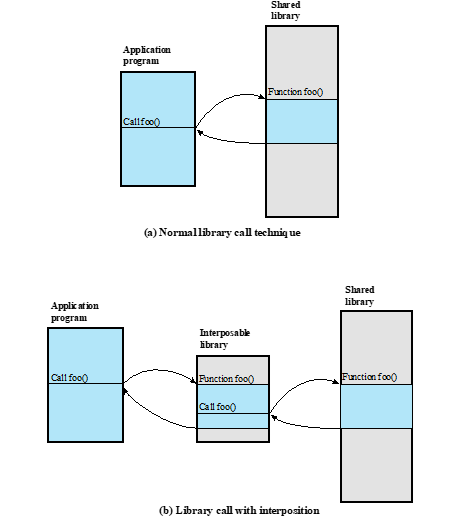 Shared
library
Application
program
Function foo()
Call foo()
(a) Normal library call technique
Shared
library
Application
program
Interposable
library
Call foo()
Function foo()
Function foo()
Call foo()
(b) Library call with interposition